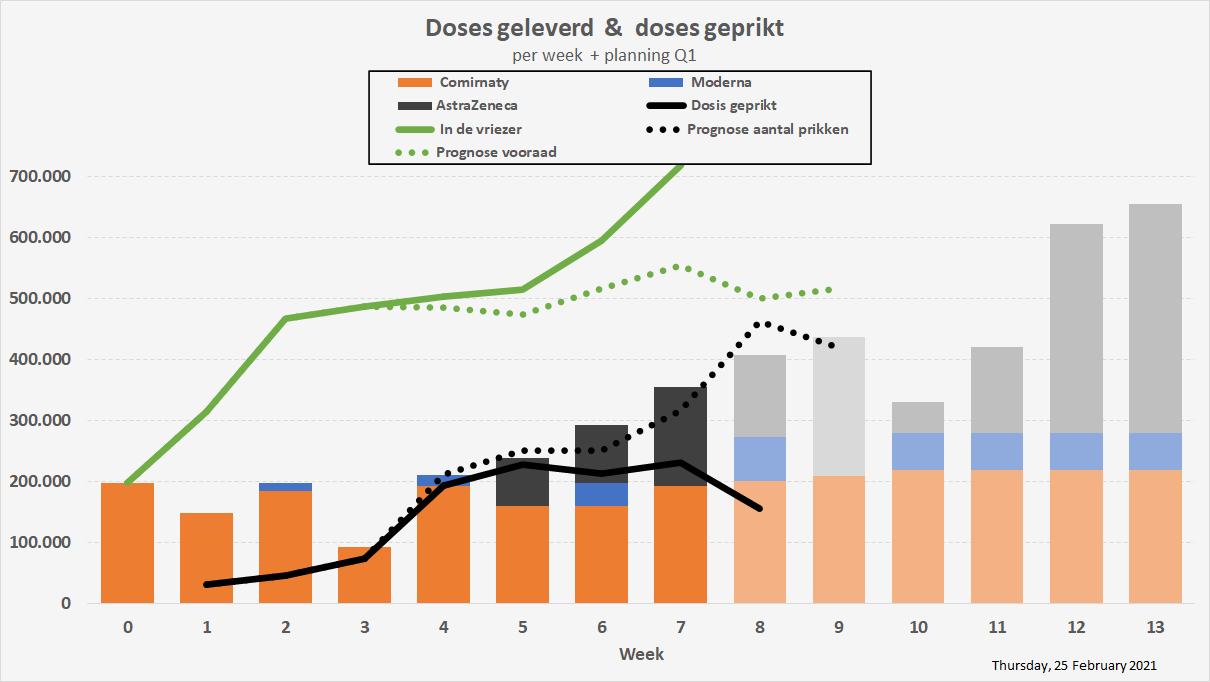 Doses geleverd & doses geprikt
per week + planning Q1
Comirnaty
Moderna
AstraZeneca
Dosis geprikt
In de vriezer
Prognose aantal prikken
Prognose vooraad
700.000
600.000
500.000
400.000
300.000
200.000
100.000
0
0 1 2 3 4 5 6 7 8 9 10 11 12 13
Week
Thursday, 25 February 2021